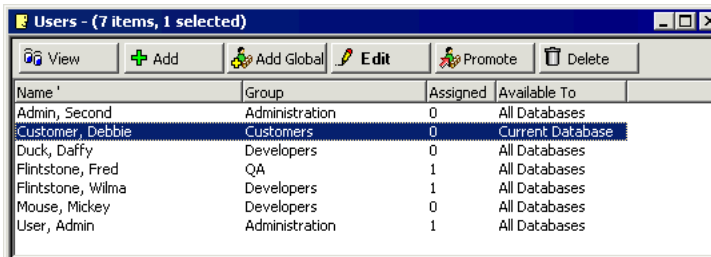 Users - (7 items, 1 selected)
View Add Add Global Edit Promote Delete
Name ' Group Assigned Available To
Admin, Second Administration 0 All Databases
Customer, Debbie Customers 0 Current Database
Duck, Daffy Developers 0 All Databases
Flintstone, Fred QA 1 All Databases
Flintstone, Wilma Developers 1 All Databases
Mouse, Mickey Developers 0 All Databases
User, Admin Administration 1 All Databases